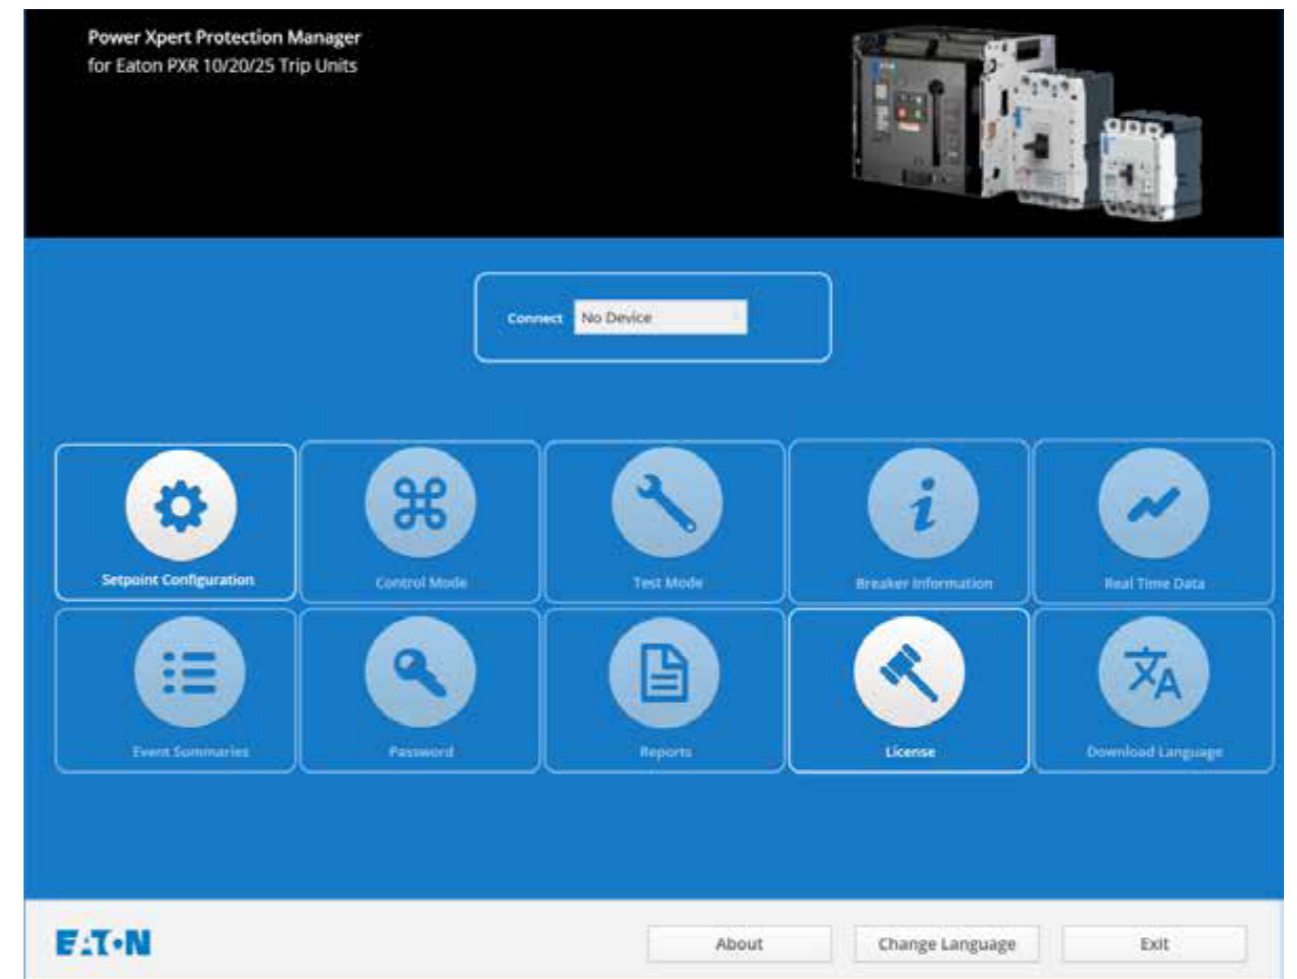 Power Xpert Protection Manager
for Eaton PXR 10/20/25 Trip Units
Connect No Device
Setpoint Configuration Control Mode Test Mode Breaker Information Real Time Data
Event Summaries Password Reports License Download Language
EATON About Change Language Exit